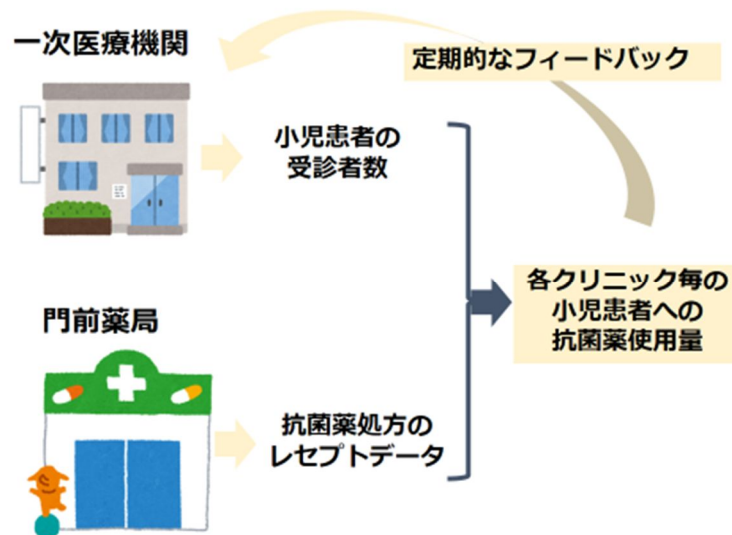 一次医療機関
定期的なフィードバック
小児患者の
受診者数
各クリニック毎の
小児患者への
抗菌薬使用量
門前薬局
抗菌薬処方の
レセプトデータ